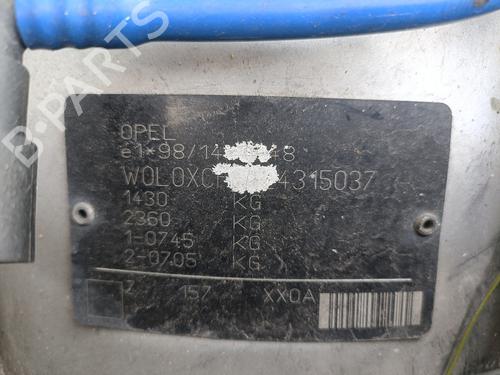 B-PARTS
OPEL
e1*98/14 48
W0L0XC 4315037
1430 KG
2360 KG
1-0745 KG
2-0705 KG
Z 157 XX0A